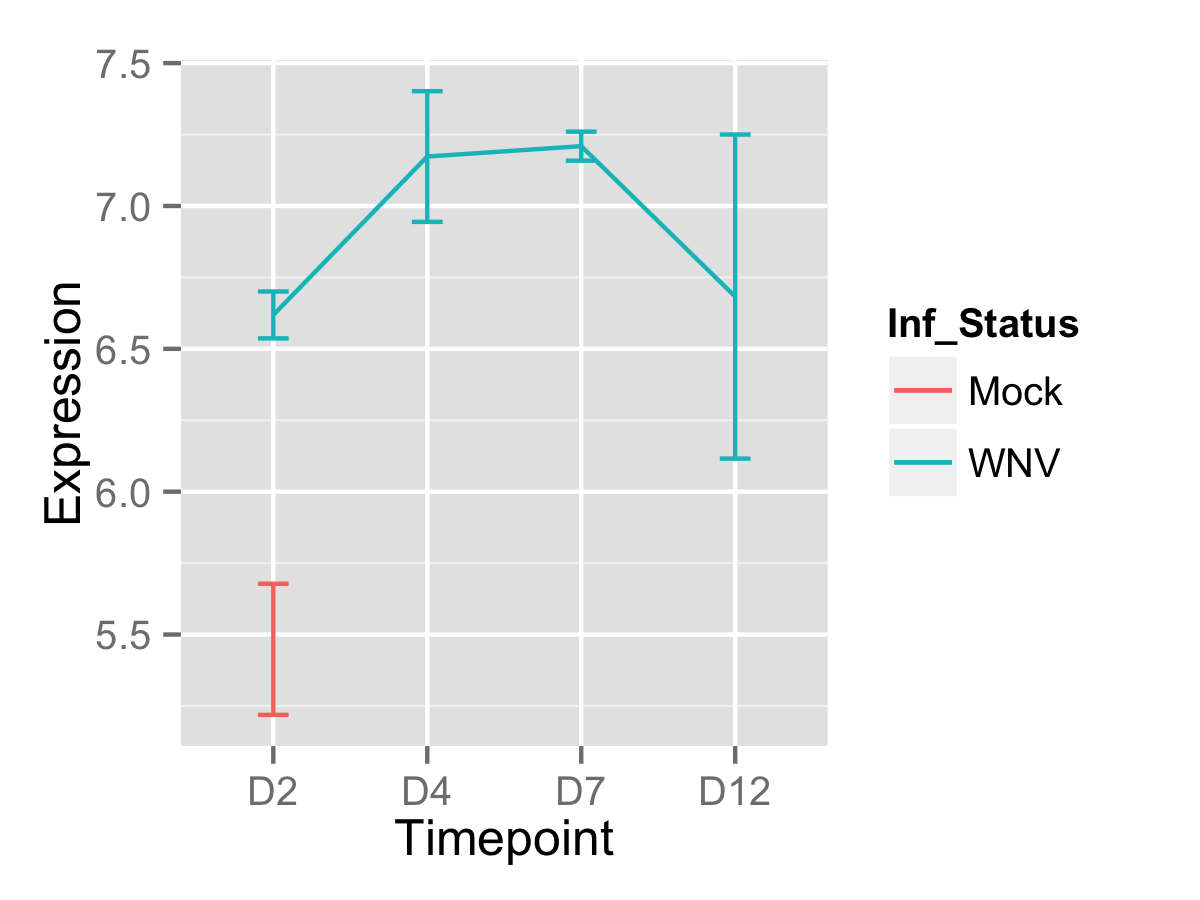 7.5
7.0
6.5
6.0
5.5
Expression
D2 D4 D7 D12
Timepoint
Inf_Status
Mock
WNV